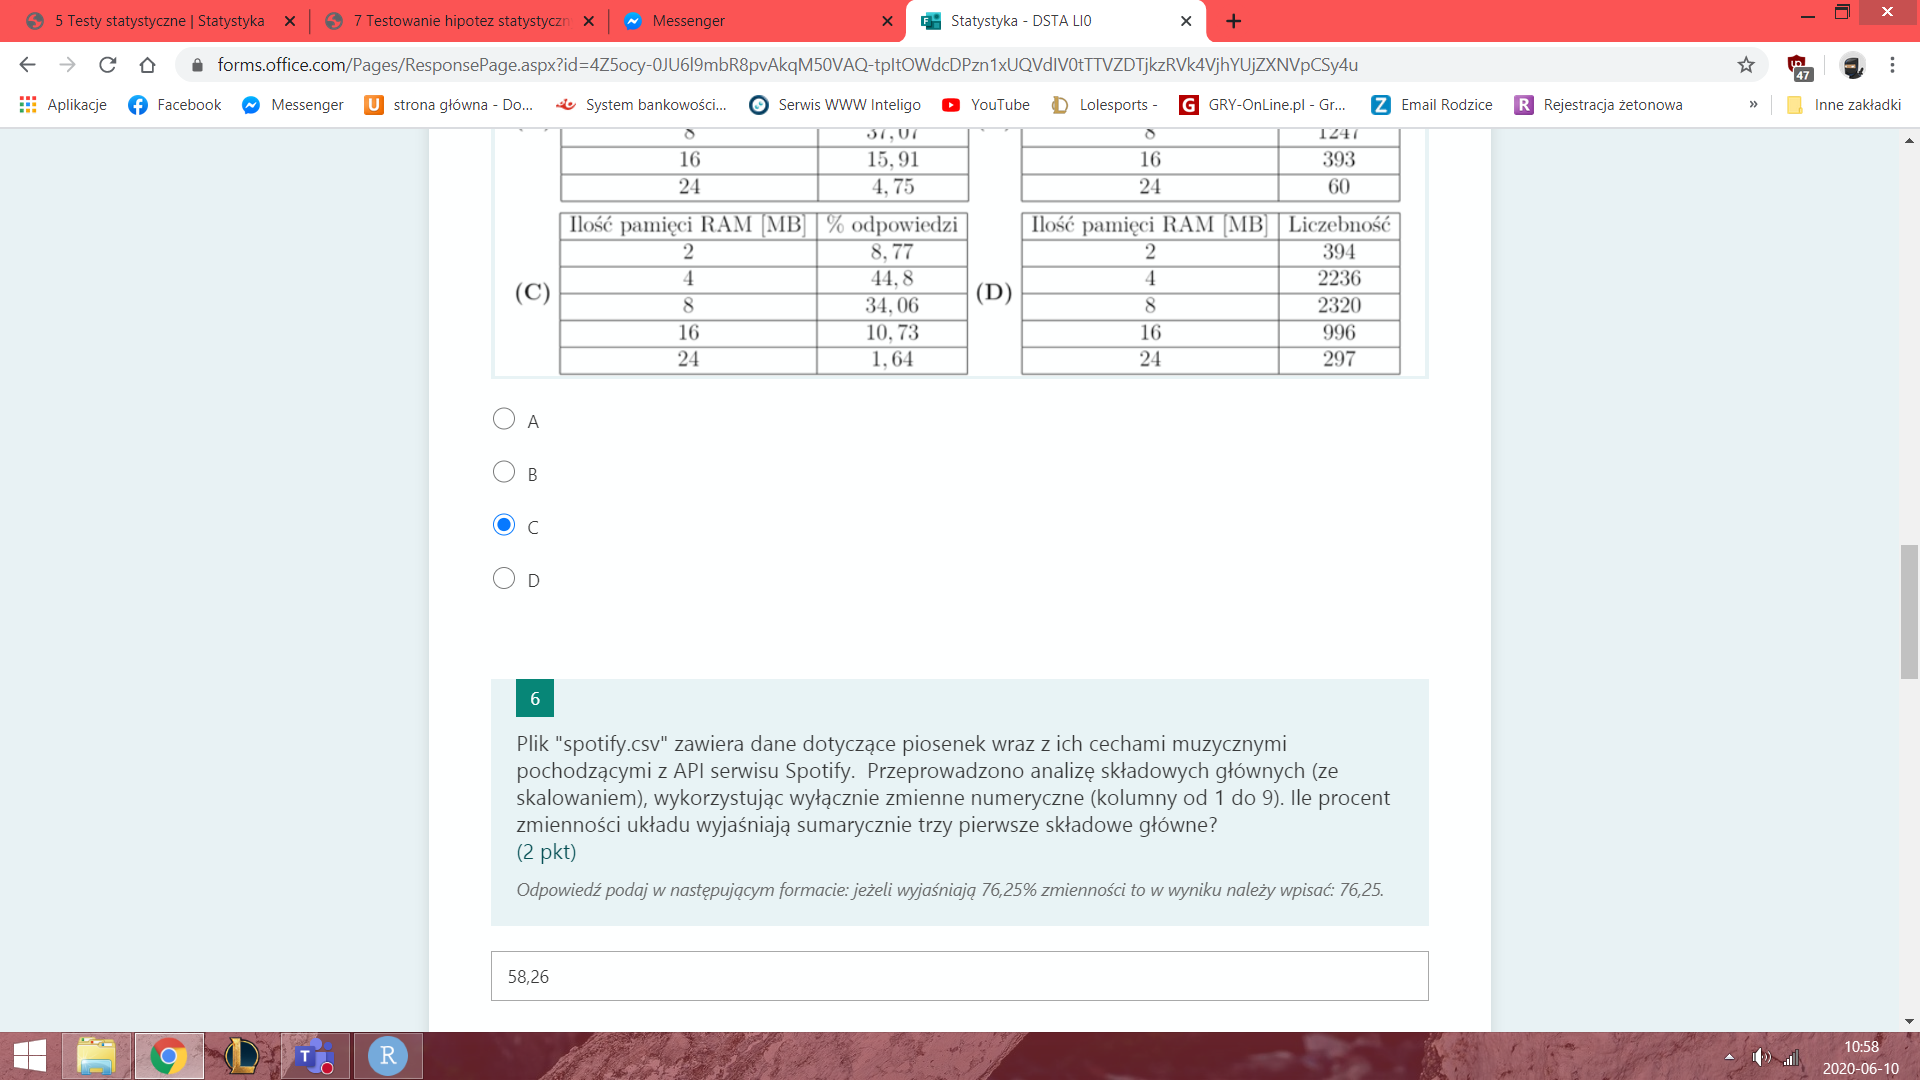 5 Testy statystyczne | Statystyka
7 Testowanie hipotez statystyczn
Messenger
Statystyka - DSTA LI0
forms.office.com/Pages/ResponsePage.aspx?id=4Z5ocy-0JU6l9mbR8pvAkqM50VAQ-tpItOWdcDPzn1xUQVdIV0tTTVZDTjkzRVk4VjhYUjZXNVpCSy4u
47
Aplikacje
Facebook
Messenger
strona główna - Do...
System bankowości...
Serwis WWW Inteligo
YouTube
Lolesports -
GRY-OnLine.pl - Gr...
Email Rodzice
Rejestracja żetonowa
»
Inne zakładki
8 37,07 8 1247
16 15,91 16 393
24 4,75 24 60
Ilość pamięci RAM [MB] % odpowiedzi Ilość pamięci RAM [MB] Liczebność
2 8,77 2 394
4 44,8 4 2236
(C) 8 34,06 (D) 8 2320
16 10,73 16 996
24 1,64 24 297
A
B
C
D
6
Plik "spotify.csv" zawiera dane dotyczące piosenek wraz z ich cechami muzycznymi
pochodzącymi z API serwisu Spotify. Przeprowadzono analizę składowych głównych (ze
skalowaniem), wykorzystując wyłącznie zmienne numeryczne (kolumny od 1 do 9). Ile procent
zmienności układu wyjaśniają sumarycznie trzy pierwsze składowe główne?
(2 pkt)
Odpowiedź podaj w następującym formacie: jeżeli wyjaśniają 76,25% zmienności to w wyniku należy wpisać: 76,25.
58,26
10:58
2020-06-10